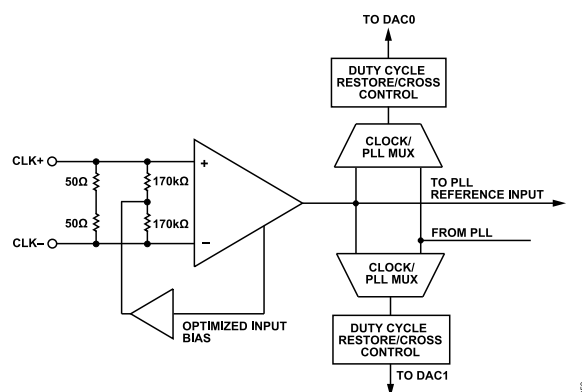 TO DAC0
DUTY CYCLE
RESTORE/CROSS
CONTROL
CLOCK/
PLL MUX
CLK+
50Ω
170kΩ
50Ω
170kΩ
CLK–
+
–
TO PLL
REFERENCE INPUT
FROM PLL
CLOCK/
PLL MUX
OPTIMIZED INPUT
BIAS
DUTY CYCLE
RESTORE/CROSS
CONTROL
TO DAC1